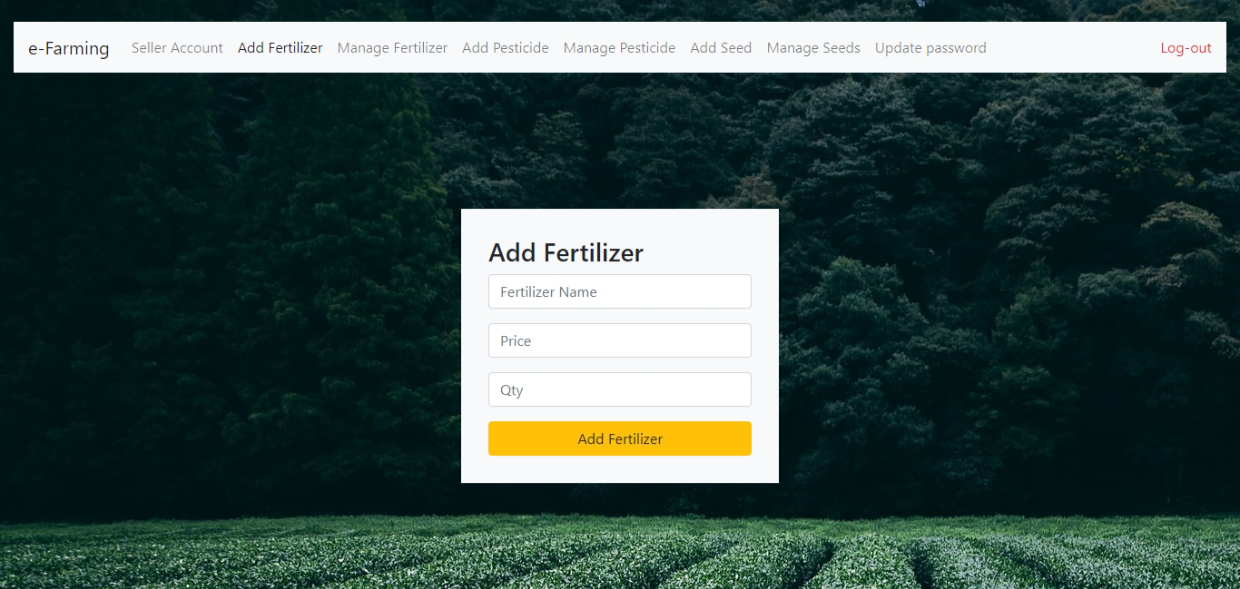 e-Farming Seller Account Add Fertilizer Manage Fertilizer Add Pesticide Manage Pesticide Add Seed Manage Seeds Update password Log-out
Add Fertilizer
Fertilizer Name
Price
Qty
Add Fertilizer